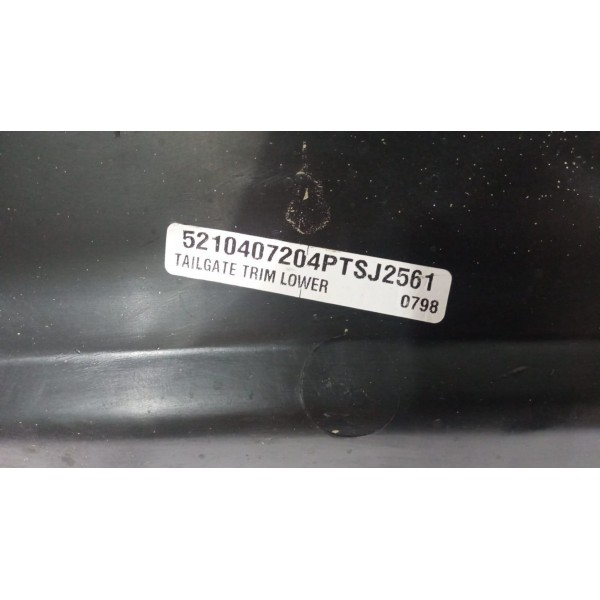 5210407204PTSJ2561
TAILGATE TRIM LOWER 0798